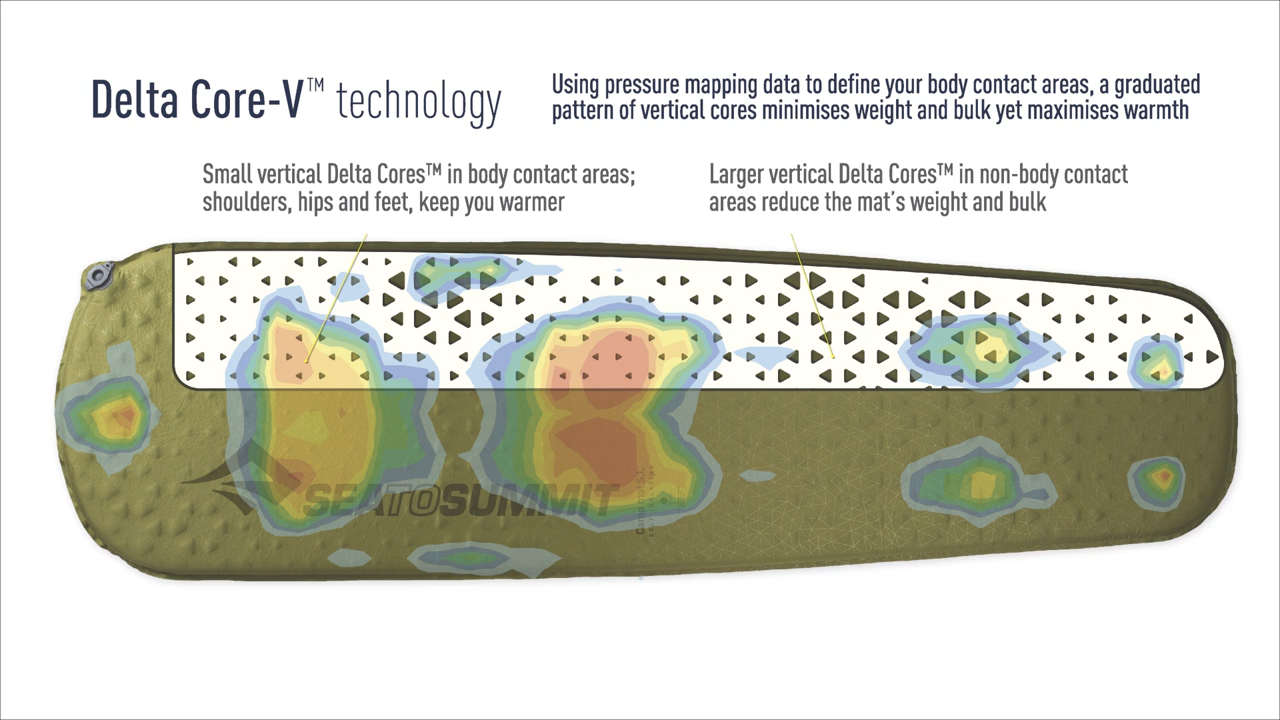 Delta Core-V™ technology
Using pressure mapping data to define your body contact areas, a graduated
pattern of vertical cores minimises weight and bulk yet maximises warmth
Small vertical Delta Cores™ in body contact areas;
shoulders, hips and feet, keep you warmer
Larger vertical Delta Cores™ in non-body contact
areas reduce the mat's weight and bulk
SEATOSUMMIT
Camp Mat S.I.